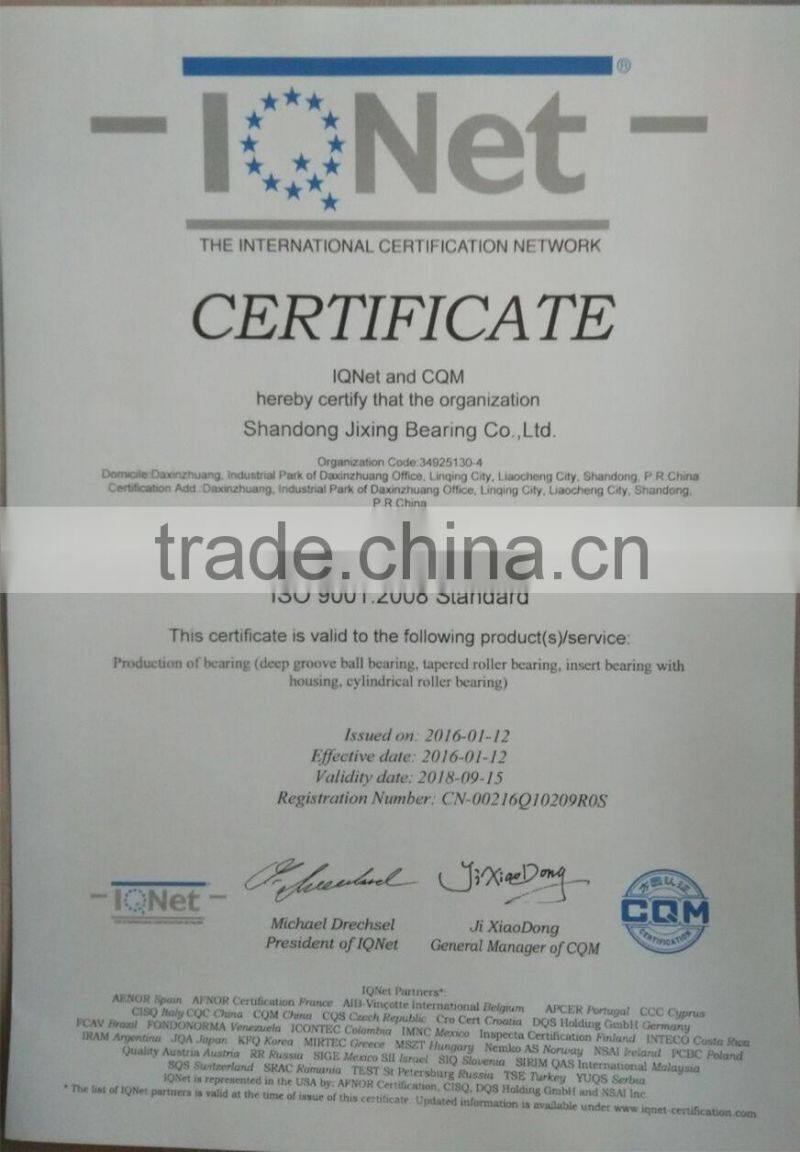 IQNet ®
THE INTERNATIONAL CERTIFICATION NETWORK
CERTIFICATE
IQNet and CQM
hereby certify that the organization
Shandong Jixing Bearing Co.,Ltd.
Organization Code:34925130-4
Domicile:Daxinzhuang, Industrial Park of Daxinzhuang Office, Linqing City, Liaocheng City, Shandong, P.R.China
Certification Add.:Daxinzhuang, Industrial Park of Daxinzhuang Office, Linqing City, Liaocheng City, Shandong,
P.R.China
trade.china.cn
ISO 9001:2008 Standard
This certificate is valid to the following product(s)/service:
Production of bearing (deep groove ball bearing, tapered roller bearing, insert bearing with
housing, cylindrical roller bearing)
Issued on: 2016-01-12
Effective date: 2016-01-12
Validity date: 2018-09-15
Registration Number: CN-00216Q10209R0S
IQNet
Ji XiaoDong
方圆认证
CQM
CERTIFICATION
Michael Drechsel
President of IQNet
Ji XiaoDong
General Manager of CQM
IQNet Partners*:
AENOR Spain AFNOR Certification France AIB-Vinçotte International Belgium APCER Portugal CCC Cyprus
CISQ Italy CQC China CQM China CQS Czech Republic Cro Cert Croatia DQS Holding GmbH Germany
FCAV Brazil FONDONORMA Venezuela ICONTEC Colombia IMNC Mexico Inspecta Certification Finland INTECO Costa Rica
IRAM Argentina JQA Japan KFQ Korea MIRTEC Greece MSZT Hungary Nemko AS Norway NSAI Ireland PCBC Poland
Quality Austria Austria RR Russia SIGE Mexico SII Israel SIQ Slovenia SIRIM QAS International Malaysia
SQS Switzerland SRAC Romania TEST St Petersburg Russia TSE Turkey YUQS Serbia
IQNet is represented in the USA by: AFNOR Certification, CISQ, DQS Holding GmbH and NSAI Inc.
* The list of IQNet partners is valid at the time of issue of this certificate. Updated information is available under www.iqnet-certification.com